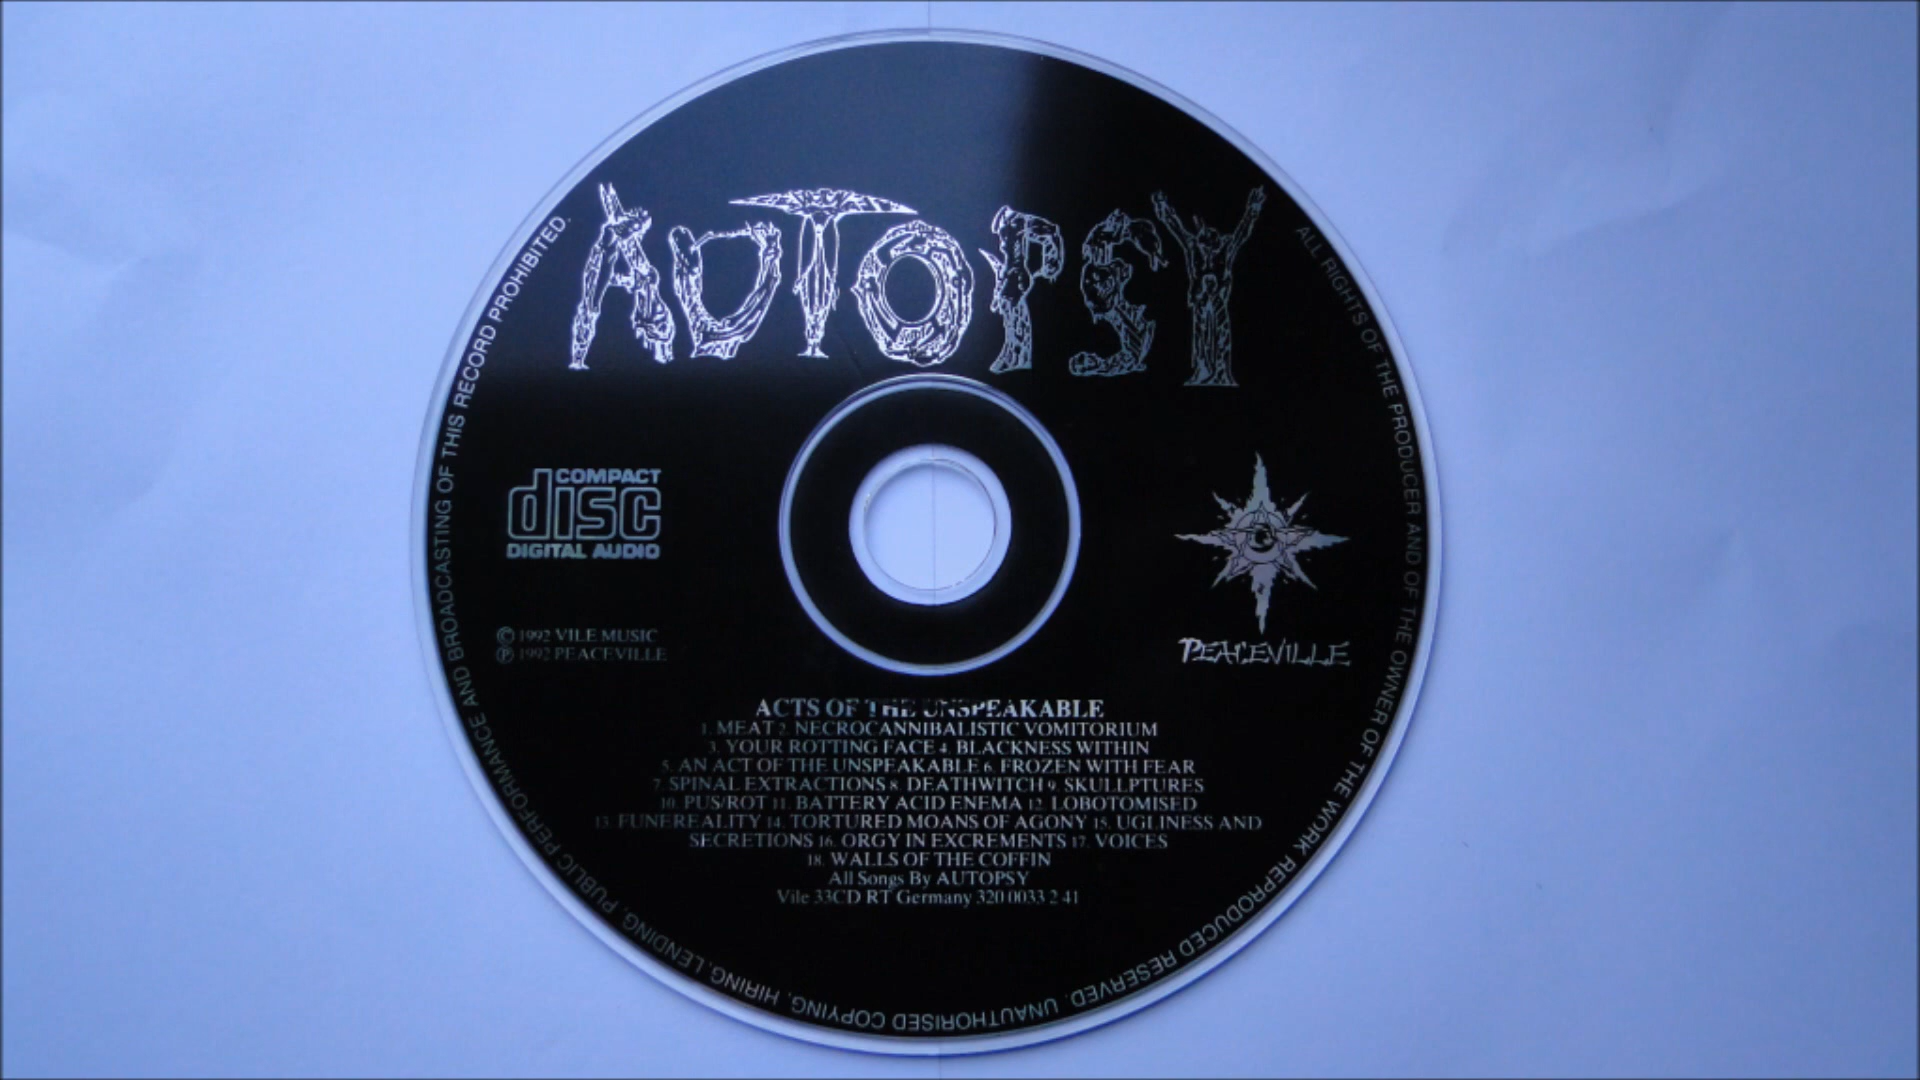 AUTOPSY
ALL RIGHTS OF THE PRODUCER AND OF THE OWNER OF THE WORK REPRODUCED RESERVED. UNAUTHORISED COPYING, HIRING, LENDING, PUBLIC PERFORMANCE AND BROADCASTING OF THIS RECORD PROHIBITED.
COMPACT
disc
DIGITAL AUDIO
© 1992 VILE MUSIC
℗ 1992 PEACEVILLE
PEACEVILLE
ACTS OF THE UNSPEAKABLE
1. MEAT 2. NECROCANNIBALISTIC VOMITORIUM
3. YOUR ROTTING FACE 4. BLACKNESS WITHIN
5. AN ACT OF THE UNSPEAKABLE 6. FROZEN WITH FEAR
7. SPINAL EXTRACTIONS 8. DEATHWITCH 9. SKULLPTURES
10. PUS/ROT 11. BATTERY ACID ENEMA 12. LOBOTOMISED
13. FUNEREALITY 14. TORTURED MOANS OF AGONY 15. UGLINESS AND
SECRETIONS 16. ORGY IN EXCREMENTS 17. VOICES
18. WALLS OF THE COFFIN
All Songs By AUTOPSY
Vile 33CD RT Germany 320 0033 2 41